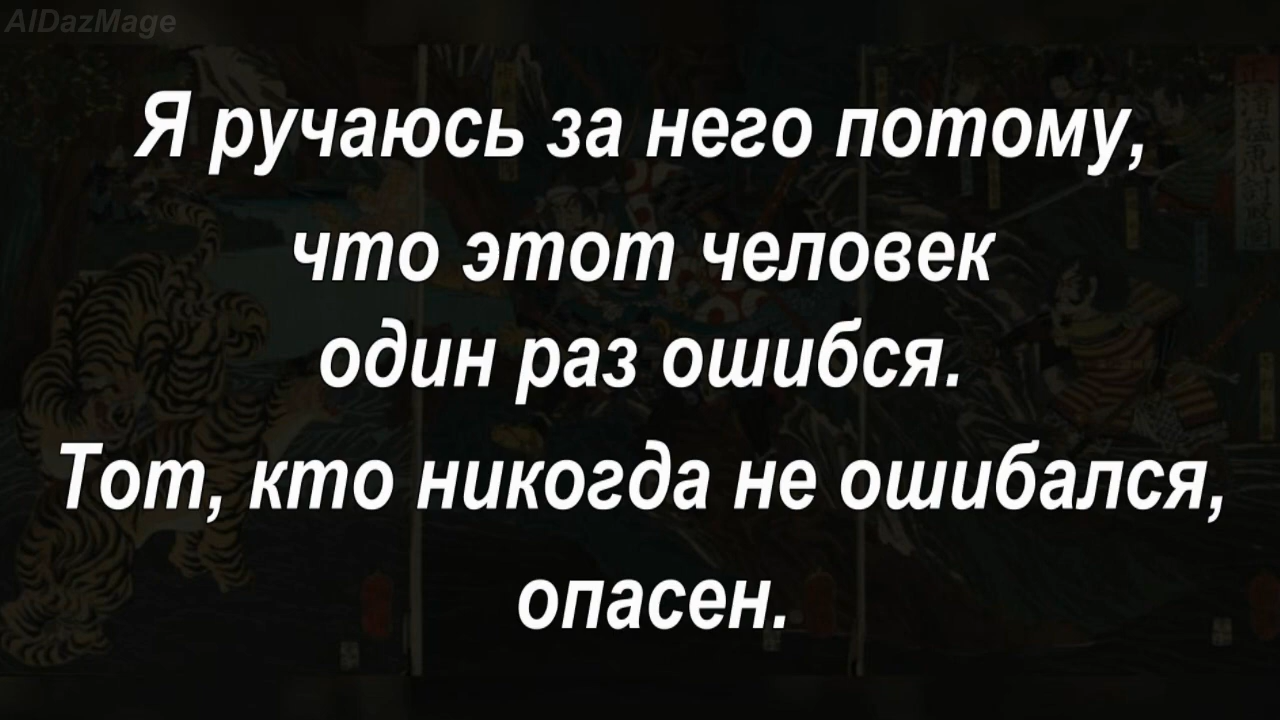 AIDazMage
Я ручаюсь за него потому,
что этот человек
один раз ошибся.
Тот, кто никогда не ошибался,
опасен.